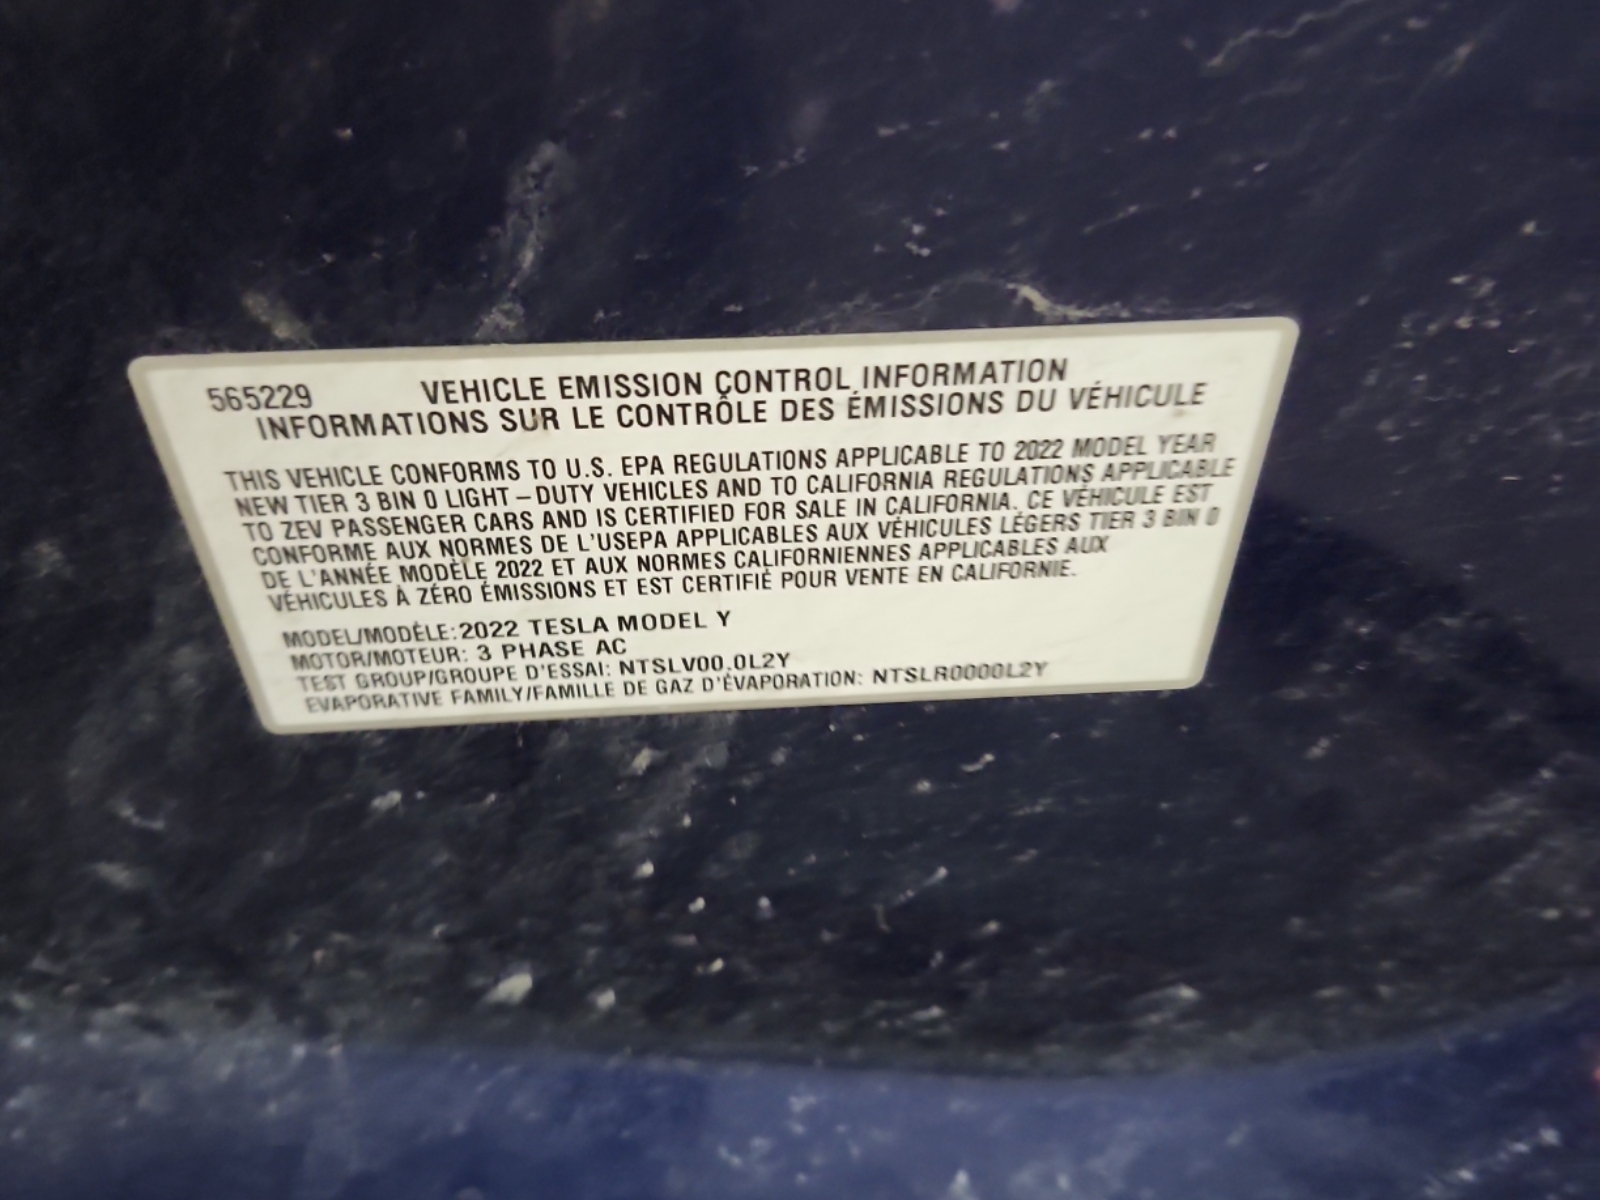 565229
VEHICLE EMISSION CONTROL INFORMATION
INFORMATIONS SUR LE CONTRÔLE DES ÉMISSIONS DU VÉHICULE
THIS VEHICLE CONFORMS TO U.S. EPA REGULATIONS APPLICABLE TO 2022 MODEL YEAR
NEW TIER 3 BIN 0 LIGHT – DUTY VEHICLES AND TO CALIFORNIA REGULATIONS APPLICABLE
TO ZEV PASSENGER CARS AND IS CERTIFIED FOR SALE IN CALIFORNIA. CE VÉHICULE EST
CONFORME AUX NORMES DE L'USEPA APPLICABLES AUX VÉHICULES LÉGERS TIER 3 BIN 0
DE L'ANNÉE MODÈLE 2022 ET AUX NORMES CALIFORNIENNES APPLICABLES AUX
VÉHICULES À ZÉRO ÉMISSIONS ET EST CERTIFIÉ POUR VENTE EN CALIFORNIE.
MODEL/MODÈLE: 2022 TESLA MODEL Y
MOTOR/MOTEUR: 3 PHASE AC
TEST GROUP/GROUPE D'ESSAI: NTSLV00.0L2Y
EVAPORATIVE FAMILY/FAMILLE DE GAZ D'ÉVAPORATION: NTSLR0000L2Y